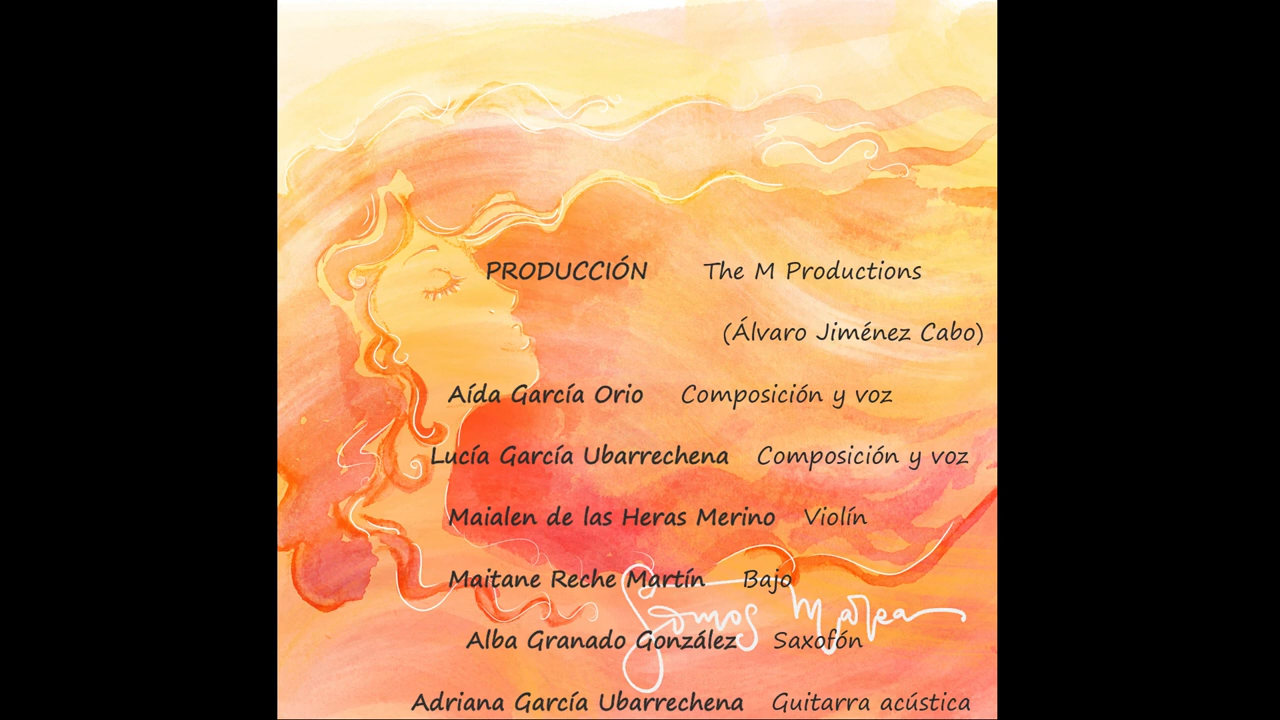 PRODUCCIÓN The M Productions
(Álvaro Jiménez Cabo)
Aída García Orio Composición y voz
Lucía García Ubarrechena Composición y voz
Maialen de las Heras Merino Violín
Maitane Reche Martín Bajo
Somos Marea
Alba Granado González Saxofón
Adriana García Ubarrechena Guitarra acústica